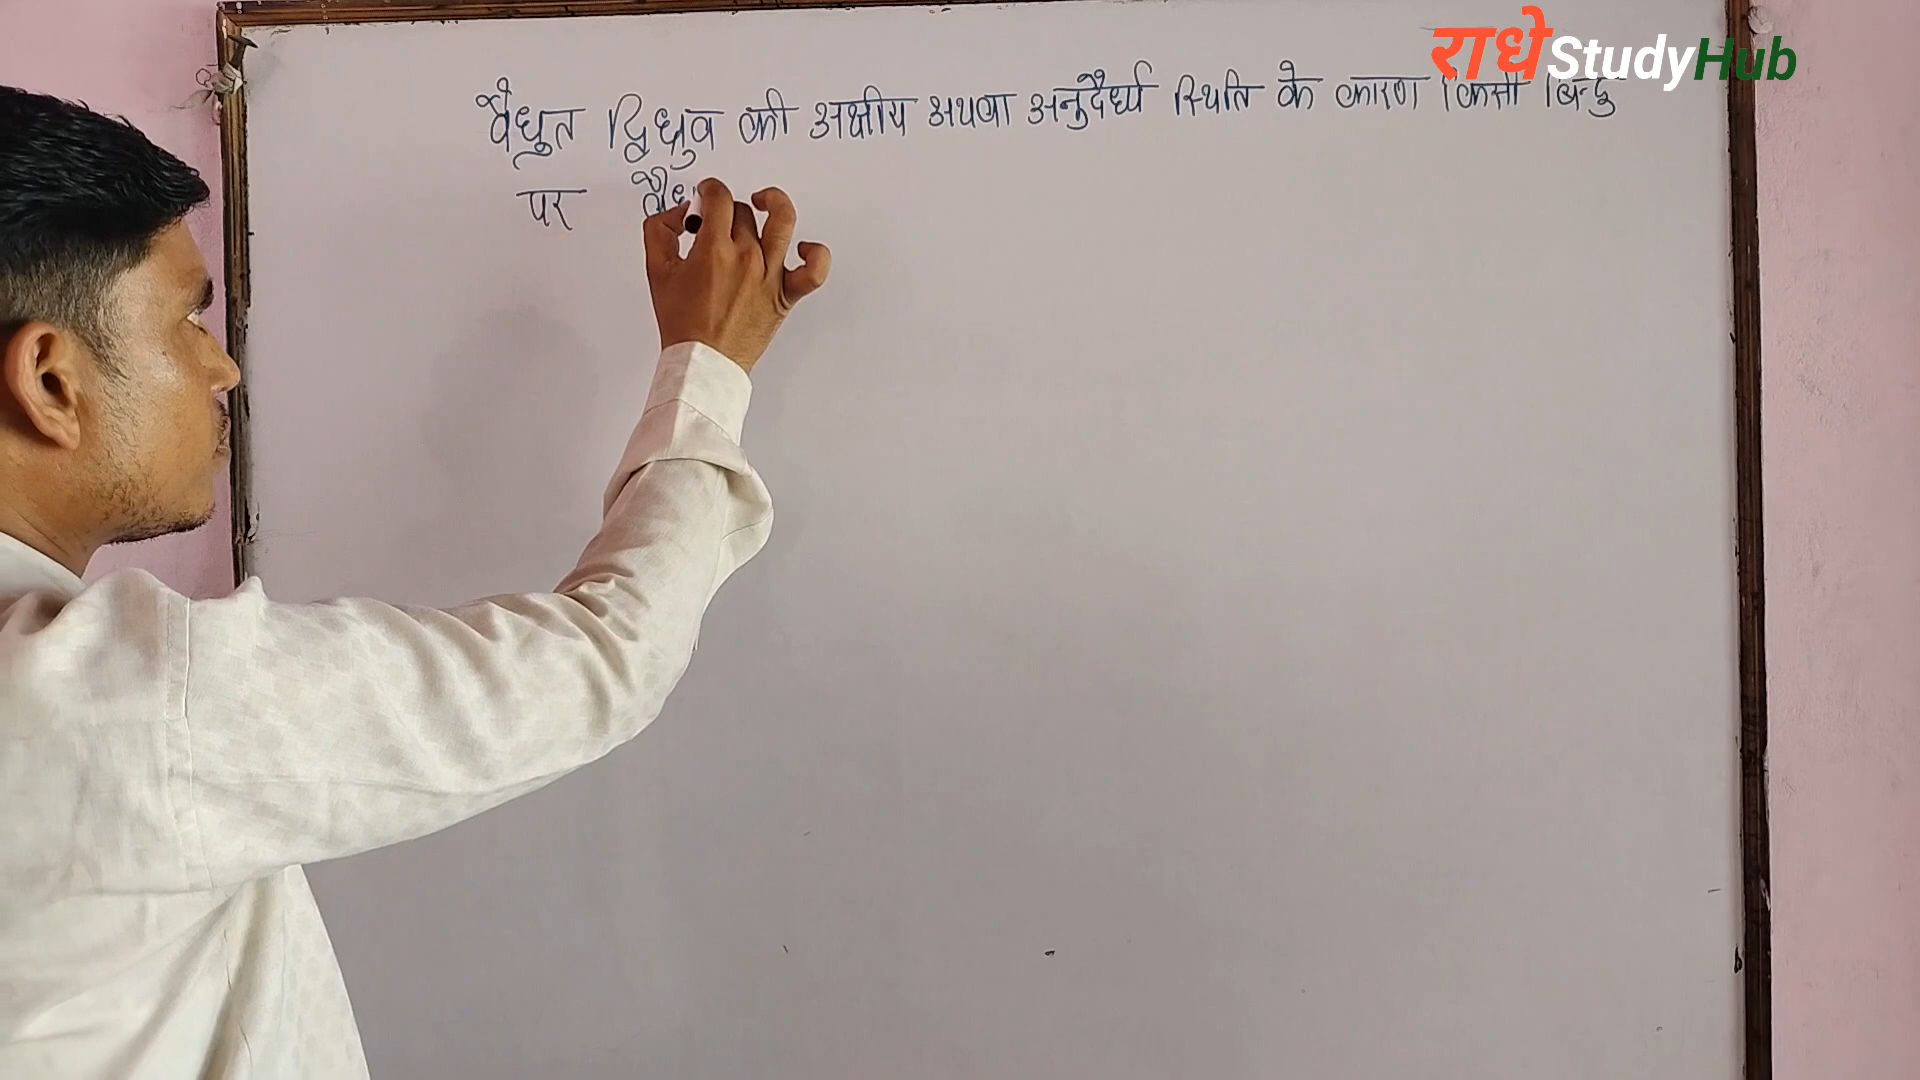 राधे StudyHub
वैधुत द्विध्रुव की अक्षीय अथवा अनुदैर्ध्य स्थिति के कारण किसी बिन्दु
पर